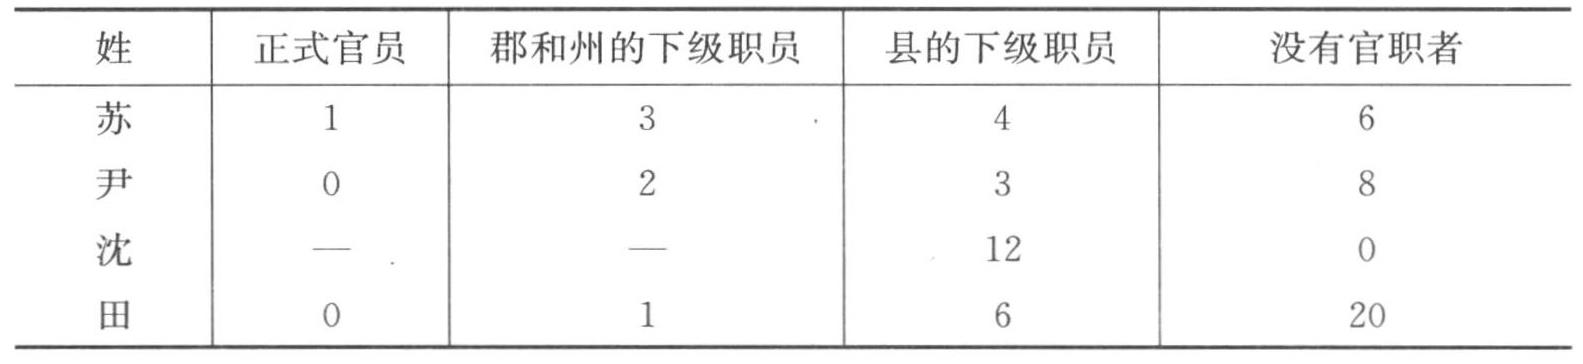 姓 正式官员 郡和州的下级职员 县的下级职员 没有官职者
苏 1 3 4 6
尹 0 2 3 8
沈 — — 12 0
田 0 1 6 20